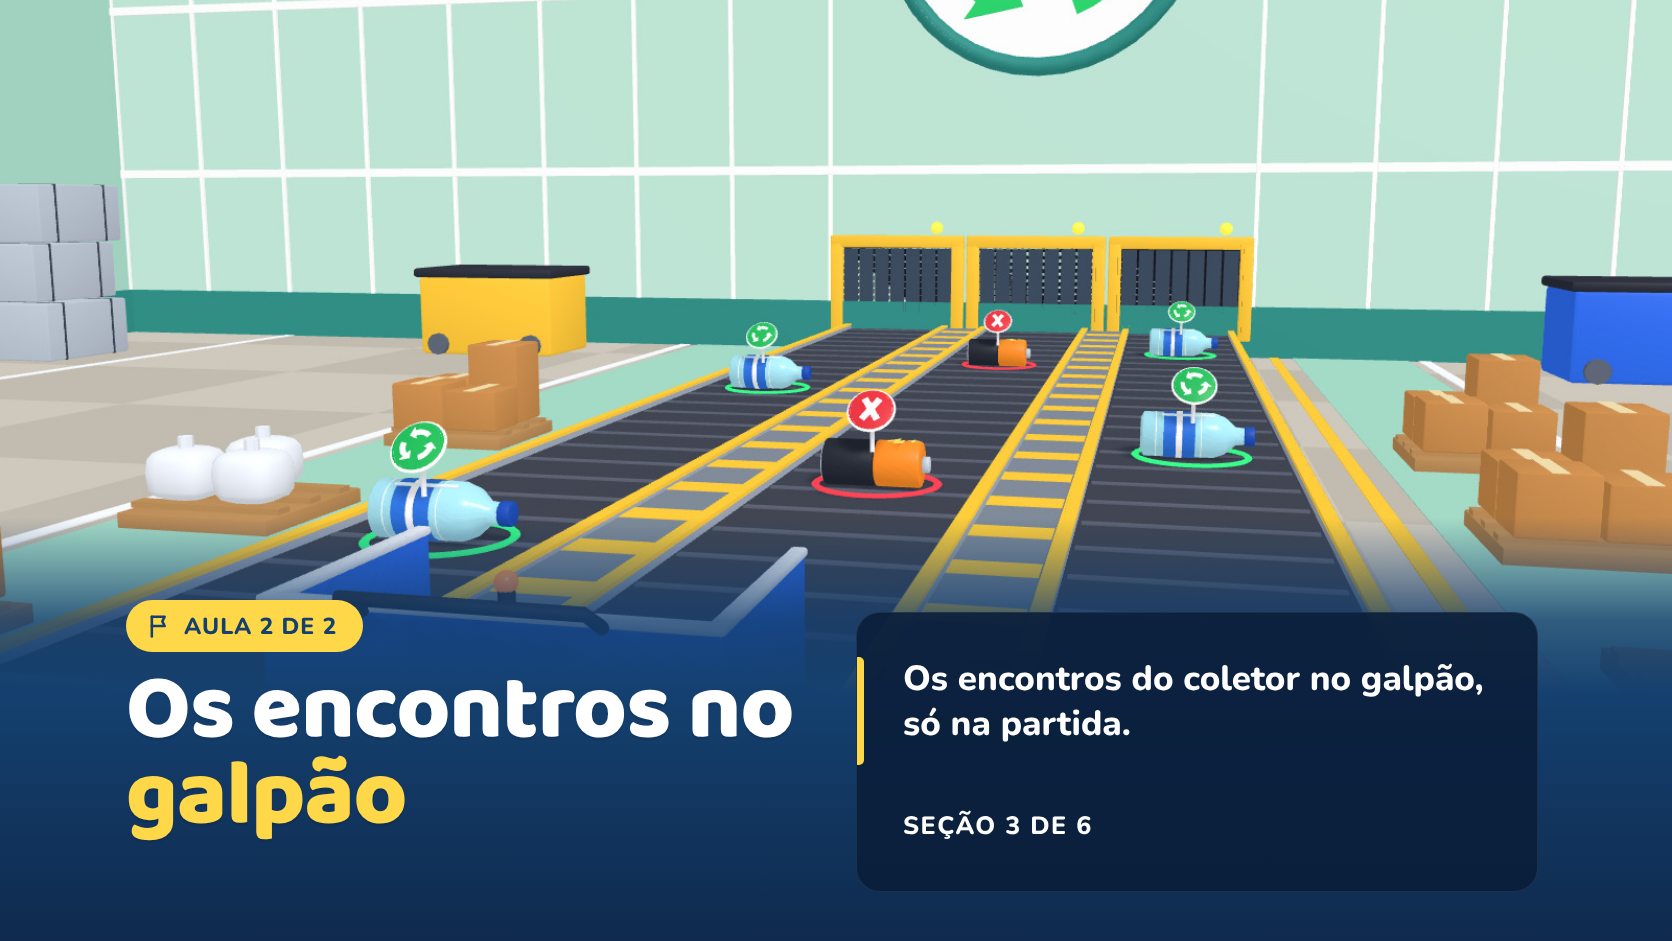 AULA 2 DE 2
Os encontros no
galpão
Os encontros do coletor no galpão,
só na partida.
SEÇÃO 3 DE 6